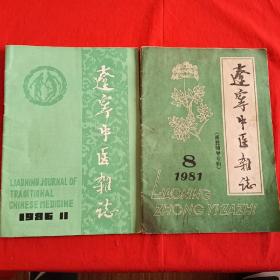 遼寧中医雜誌
LIAONING JOURNAL OF
TRADITIONAL
CHINESE MEDICINE
1986 11
遼寧中医雜誌
8
1981
LIAONING
ZHONG YI ZAZHI